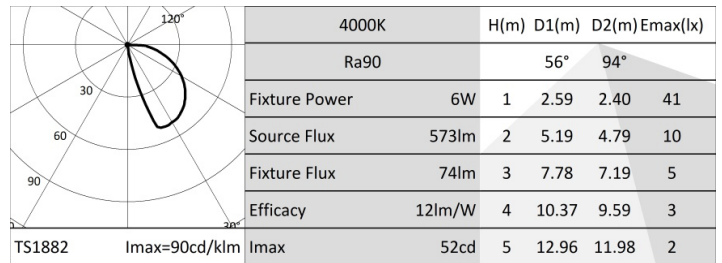 120°
30
60
90
30°
TS1882 Imax=90cd/klm
4000K H(m) D1(m) D2(m) Emax(lx)
Ra90 56° 94°
Fixture Power 6W 1 2.59 2.40 41
Source Flux 573lm 2 5.19 4.79 10
Fixture Flux 74lm 3 7.78 7.19 5
Efficacy 12lm/W 4 10.37 9.59 3
Imax 52cd 5 12.96 11.98 2